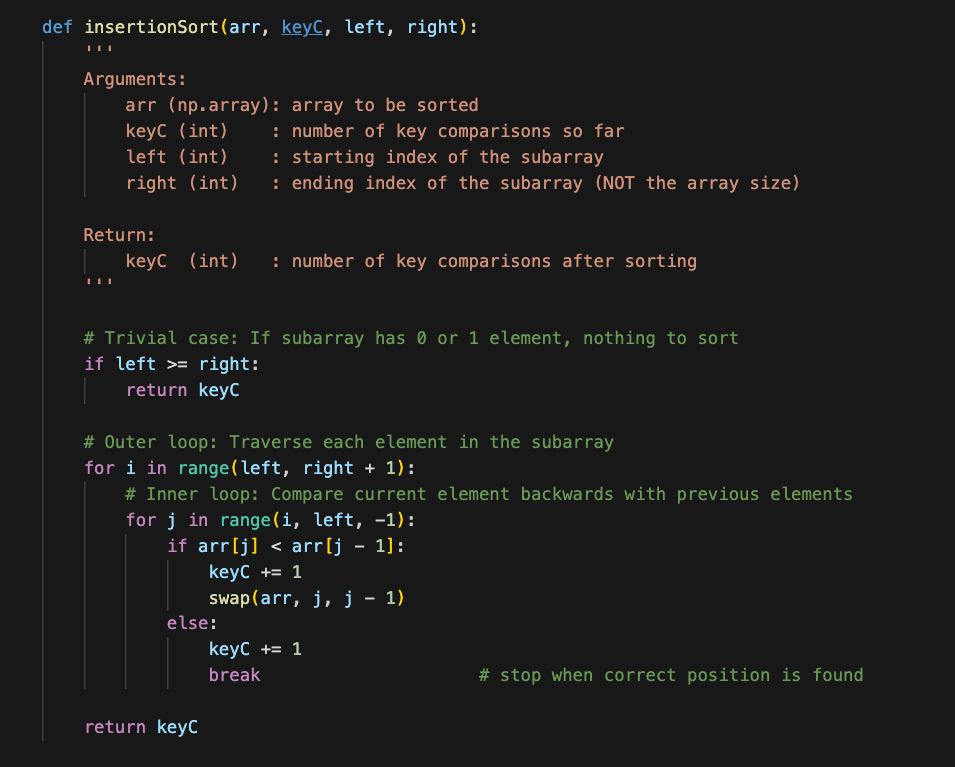 def insertionSort(arr, keyC, left, right):
    '''
    Arguments:
        arr (np.array): array to be sorted
        keyC (int)    : number of key comparisons so far
        left (int)    : starting index of the subarray
        right (int)   : ending index of the subarray (NOT the array size)

    Return:
        keyC  (int)   : number of key comparisons after sorting
    '''

    # Trivial case: If subarray has 0 or 1 element, nothing to sort
    if left >= right:
        return keyC

    # Outer loop: Traverse each element in the subarray
    for i in range(left, right + 1):
        # Inner loop: Compare current element backwards with previous elements
        for j in range(i, left, -1):
            if arr[j] < arr[j - 1]:
                keyC += 1
                swap(arr, j, j - 1)
            else:
                keyC += 1
                break                     # stop when correct position is found

    return keyC